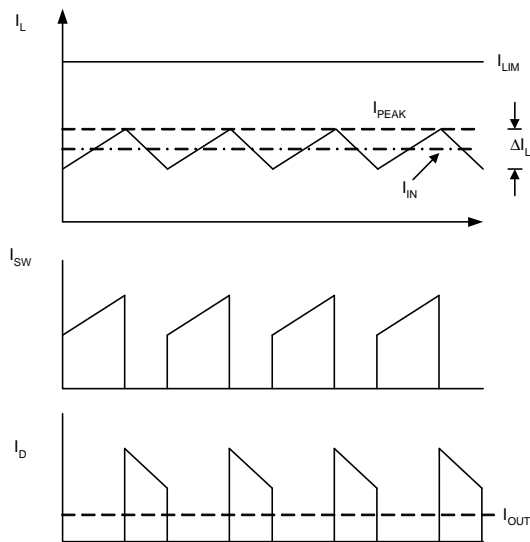 I_L
I_LIM
I_PEAK
ΔI_L
I_IN
I_SW
I_D
I_OUT